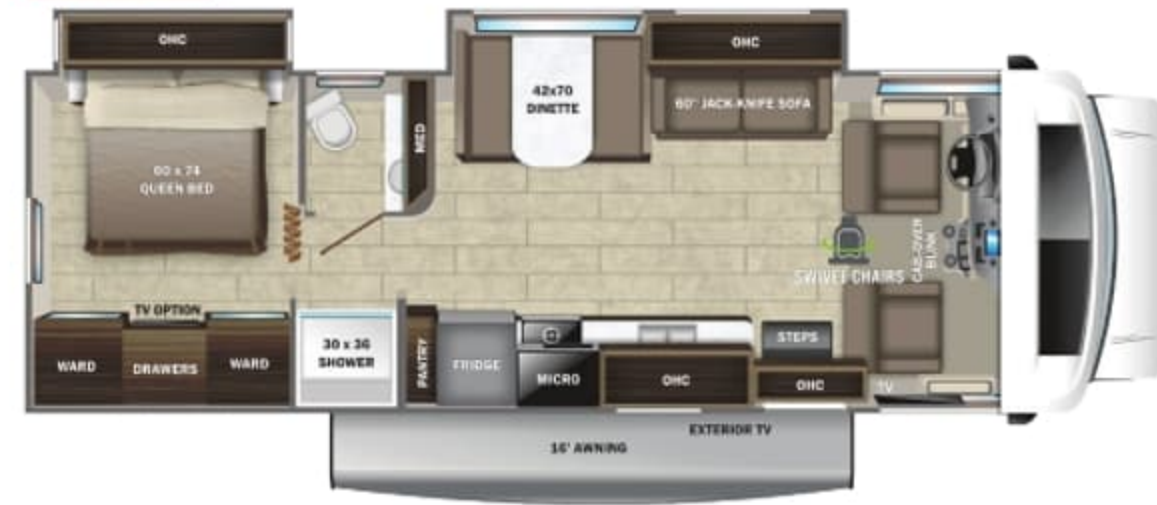 OHC
OHC
42x70
DINETTE
60" JACK-KNIFE SOFA
MED
60 x 74
QUEEN BED
CAB-OVER
BUNK
SWIVEL CHAIRS
TV OPTION
WARD
DRAWERS
WARD
30 x 36
SHOWER
PANTRY
FRIDGE
MICRO
OHC
STEPS
OHC
TV
EXTERIOR TV
16' AWNING